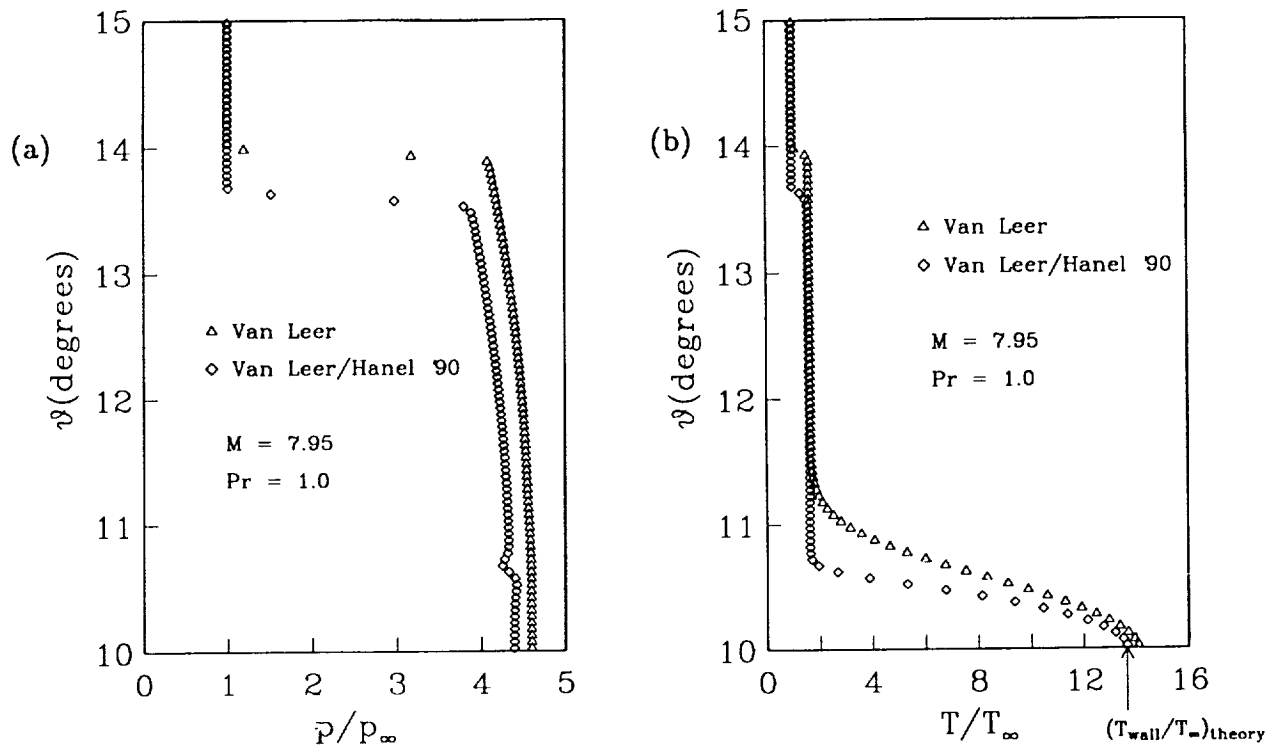 (a)
15
14
13
12
11
10
ϑ(degrees)
△ Van Leer
◇ Van Leer/Hanel '90
M = 7.95
Pr = 1.0
0 1 2 3 4 5
p/p∞
(b)
15
14
13
12
11
10
ϑ(degrees)
△ Van Leer
◇ Van Leer/Hanel '90
M = 7.95
Pr = 1.0
0 4 8 12 16
T/T∞
(Twall/T∞)theory